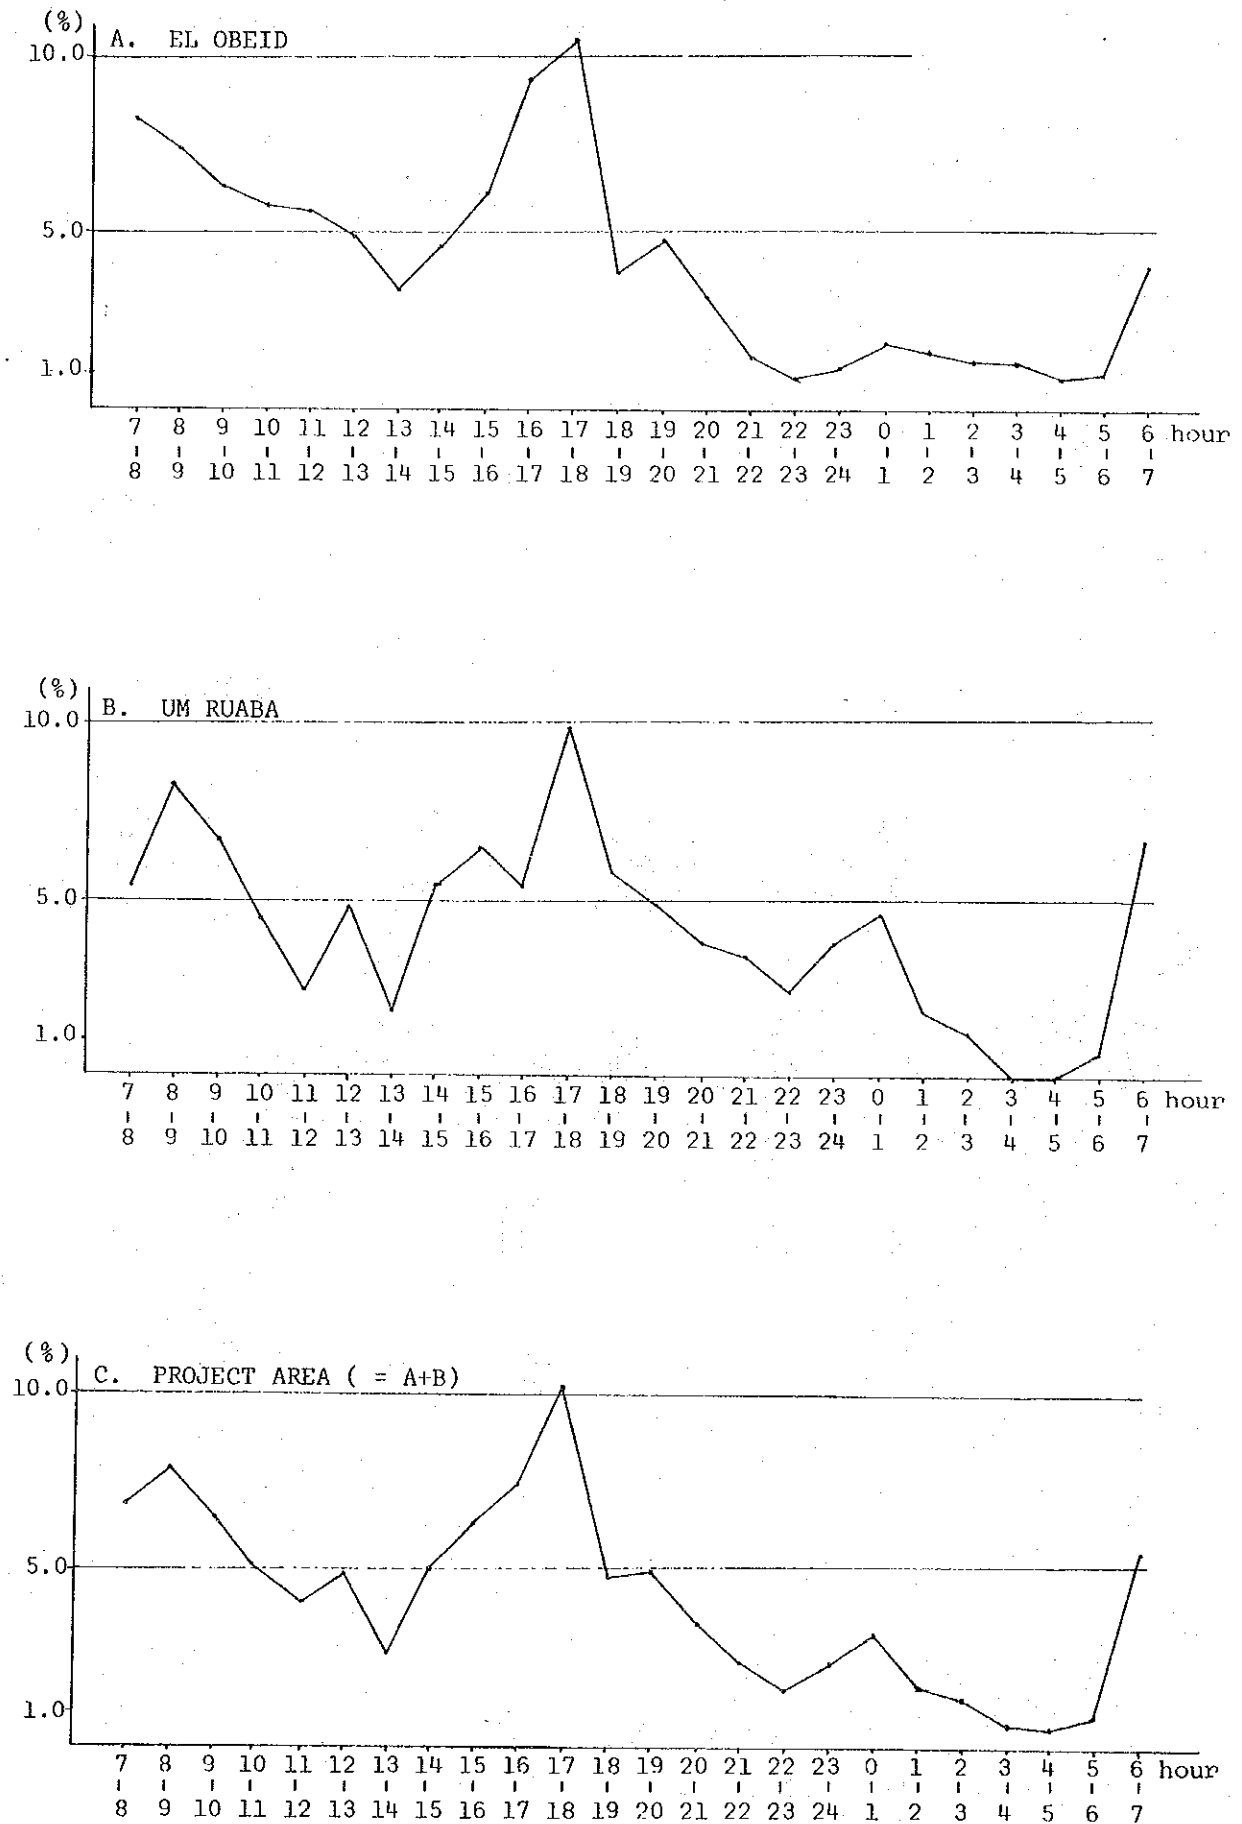 (%)
A. EL OBEID
10.0
5.0
1.0
7 8 9 10 11 12 13 14 15 16 17 18 19 20 21 22 23 0 1 2 3 4 5 6 hour
8 9 10 11 12 13 14 15 16 17 18 19 20 21 22 23 24 1 2 3 4 5 6 7
(%)
B. UM RUABA
10.0
5.0
1.0
7 8 9 10 11 12 13 14 15 16 17 18 19 20 21 22 23 0 1 2 3 4 5 6 hour
8 9 10 11 12 13 14 15 16 17 18 19 20 21 22 23 24 1 2 3 4 5 6 7
(%)
C. PROJECT AREA ( = A+B)
10.0
5.0
1.0
7 8 9 10 11 12 13 14 15 16 17 18 19 20 21 22 23 0 1 2 3 4 5 6 hour
8 9 10 11 12 13 14 15 16 17 18 19 20 21 22 23 24 1 2 3 4 5 6 7